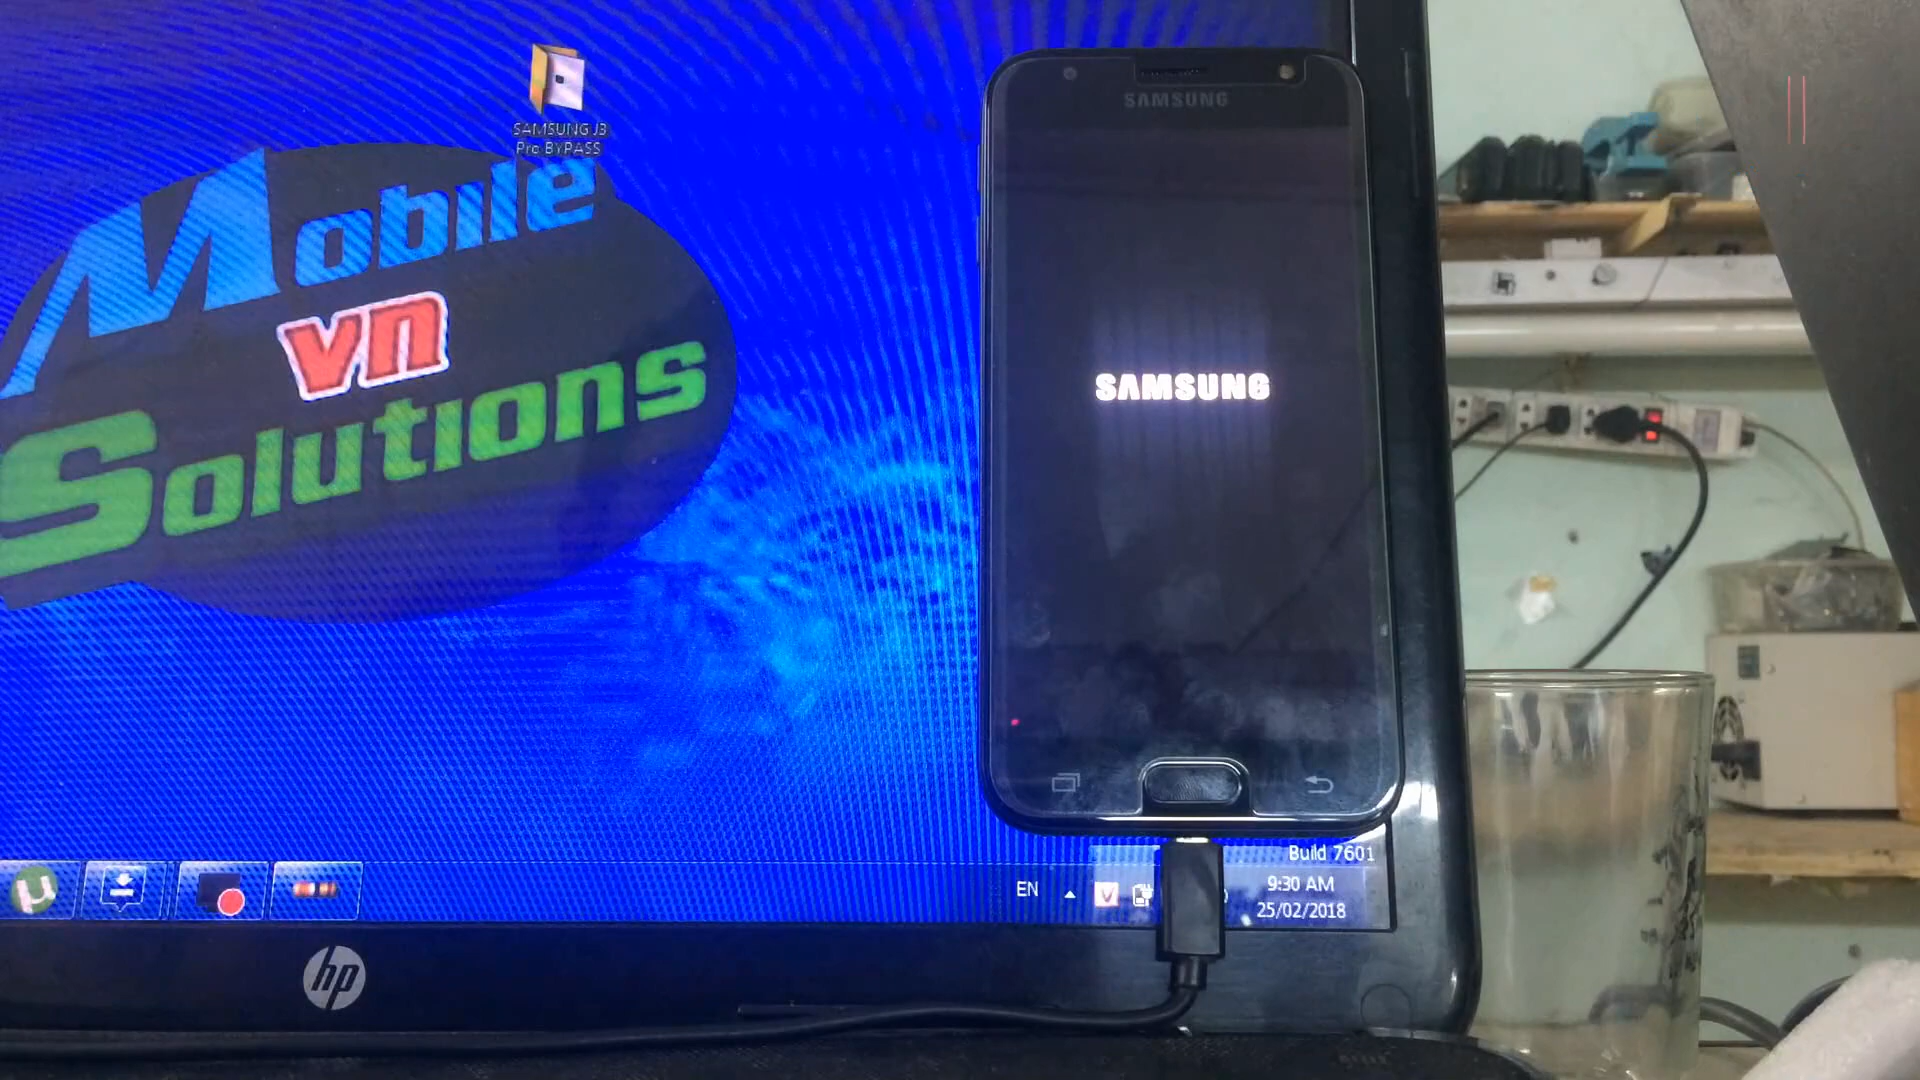 SAMSUNG J3
Pro BYPASS
Mobile
vn
Solutions
SAMSUNG
SAMSUNG
Build 7601
EN
9:30 AM
25/02/2018
hp